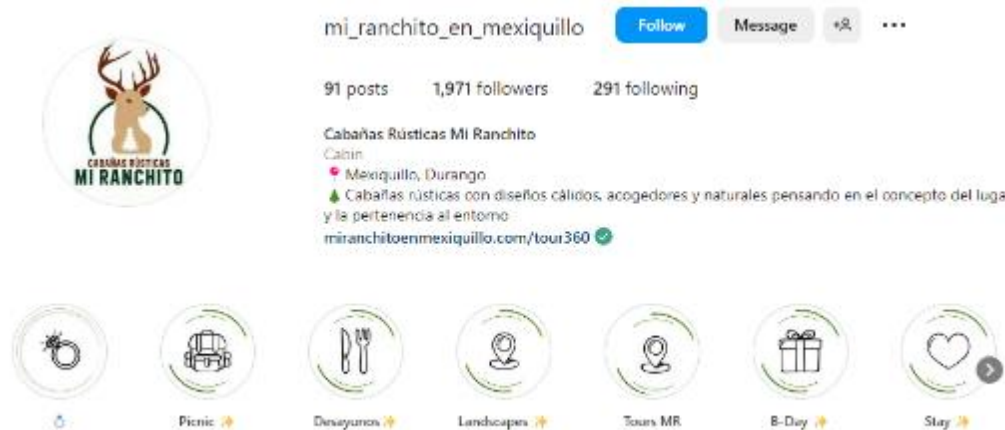 mi_ranchito_en_mexiquillo Follow Message
91 posts 1,971 followers 291 following
CABAÑAS RÚSTICAS
MI RANCHITO
Cabañas Rústicas Mi Ranchito
Cabin
Mexiquillo, Durango
Cabañas rústicas con diseños cálidos, acogedores y naturales pensando en el concepto del luga
y la pertenencia al entorno
miranchitoenmexiquillo.com/tour360
Picnic Desayunos Landscapes Tours MR B-Day Stay